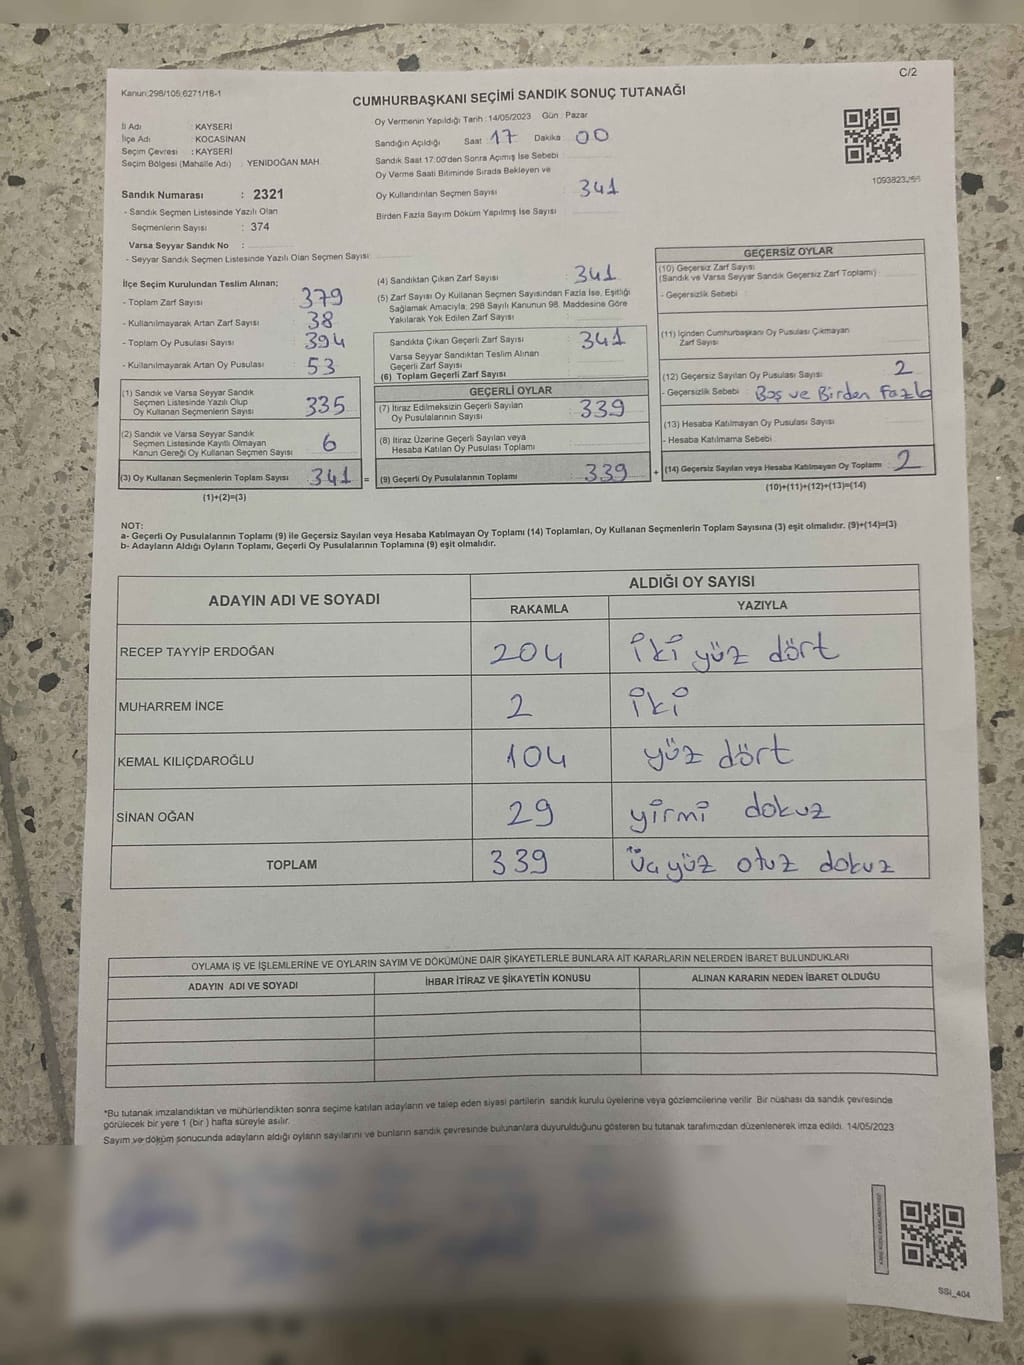 C/2
Kanun:298/105,6271/18-1
CUMHURBAŞKANI SEÇİMİ SANDIK SONUÇ TUTANAĞI
İl Adı : KAYSERİ
İlçe Adı : KOCASİNAN
Seçim Çevresi : KAYSERİ
Seçim Bölgesi (Mahalle Adı) : YENİDOĞAN MAH.
Sandık Numarası : 2321
- Sandık Seçmen Listesinde Yazılı Olan
Seçmenlerin Sayısı : 374
Varsa Seyyar Sandık No :
- Seyyar Sandık Seçmen Listesinde Yazılı Olan Seçmen Sayısı:
Oy Vermenin Yapıldığı Tarih : 14/05/2023 Gün : Pazar
Sandığın Açıldığı Saat : 17 Dakika : 00
Sandık Saat 17:00'den Sonra Açımış İse Sebebi :
Oy Verme Saati Bitiminde Sırada Bekleyen ve
Oy Kullandırılan Seçmen Sayısı : 341
Birden Fazla Sayım Döküm Yapılmış İse Sayısı
İlçe Seçim Kurulundan Teslim Alınan;
- Toplam Zarf Sayısı : 379
- Kullanılmayarak Artan Zarf Sayısı : 38
- Toplam Oy Pusulası Sayısı : 394
- Kullanılmayarak Artan Oy Pusulası : 53
(1) Sandık ve Varsa Seyyar Sandık
Seçmen Listesinde Yazılı Olup
Oy Kullanan Seçmenlerin Sayısı : 335
(2) Sandık ve Varsa Seyyar Sandık
Seçmen Listesinde Kayıtlı Olmayan
Kanun Gereği Oy Kullanan Seçmen Sayısı : 6
(3) Oy Kullanan Seçmenlerin Toplam Sayısı : 341
(1)+(2)=(3)
(4) Sandıktan Çıkan Zarf Sayısı : 341
(5) Zarf Sayısı Oy Kullanan Seçmen Sayısından Fazla İse, Eşitliği
Sağlamak Amacıyla; 298 Sayılı Kanunun 98. Maddesine Göre
Yakılarak Yok Edilen Zarf Sayısı :
Sandıkta Çıkan Geçerli Zarf Sayısı : 341
Varsa Seyyar Sandıktan Teslim Alınan
Geçerli Zarf Sayısı :
(6) Toplam Geçerli Zarf Sayısı :
GEÇERLİ OYLAR
(7) İtiraz Edilmeksizin Geçerli Sayılan
Oy Pusulalarının Sayısı : 339
(8) İtiraz Üzerine Geçerli Sayılan veya
Hesaba Katılan Oy Pusulası Toplamı :
= (9) Geçerli Oy Pusulalarının Toplamı : 339
GEÇERSİZ OYLAR
(10) Geçersiz Zarf Sayısı
(Sandık ve Varsa Seyyar Sandık Geçersiz Zarf Toplamı) :
- Geçersizlik Sebebi :
(11) İçinden Cumhurbaşkanı Oy Pusulası Çıkmayan
Zarf Sayısı :
(12) Geçersiz Sayılan Oy Pusulası Sayısı : 2
- Geçersizlik Sebebi : Boş ve Birden Fazla
(13) Hesaba Katılmayan Oy Pusulası Sayısı :
- Hesaba Katılmama Sebebi :
+ (14) Geçersiz Sayılan veya Hesaba Katılmayan Oy Toplamı : 2
(10)+(11)+(12)+(13)=(14)
NOT:
a- Geçerli Oy Pusulalarının Toplamı (9) ile Geçersiz Sayılan veya Hesaba Katılmayan Oy Toplamı (14) Toplamları, Oy Kullanan Seçmenlerin Toplam Sayısına (3) eşit olmalıdır. (9)+(14)=(3)
b- Adayların Aldığı Oyların Toplamı, Geçerli Oy Pusulalarının Toplamına (9) eşit olmalıdır.
ADAYIN ADI VE SOYADI
ALDIĞI OY SAYISI
RAKAMLA YAZIYLA
RECEP TAYYİP ERDOĞAN 204 iki yüz dört
MUHARREM İNCE 2 iki
KEMAL KILIÇDAROĞLU 104 yüz dört
SİNAN OĞAN 29 yirmi dokuz
TOPLAM 339 üç yüz otuz dokuz
OYLAMA İŞ VE İŞLEMLERİNE VE OYLARIN SAYIM VE DÖKÜMÜNE DAİR ŞİKAYETLERLE BUNLARA AİT KARARLARIN NELERDEN İBARET BULUNDUKLARI
ADAYIN ADI VE SOYADI İHBAR İTİRAZ VE ŞİKAYETİN KONUSU ALINAN KARARIN NEDEN İBARET OLDUĞU
*Bu tutanak imzalandıktan ve mühürlendikten sonra seçime katılan adayların ve talep eden siyasi partilerin sandık kurulu üyelerine veya gözlemcilerine verilir. Bir nüshası da sandık çevresinde
görülecek bir yere 1 (bir ) hafta süreyle asılır.
Sayım ve döküm sonucunda adayların aldığı oyların sayılarını ve bunların sandık çevresinde bulunanlara duyurulduğunu gösteren bu tutanak tarafımızdan düzenlenerek imza edildi. 14/05/2023
SSI_404